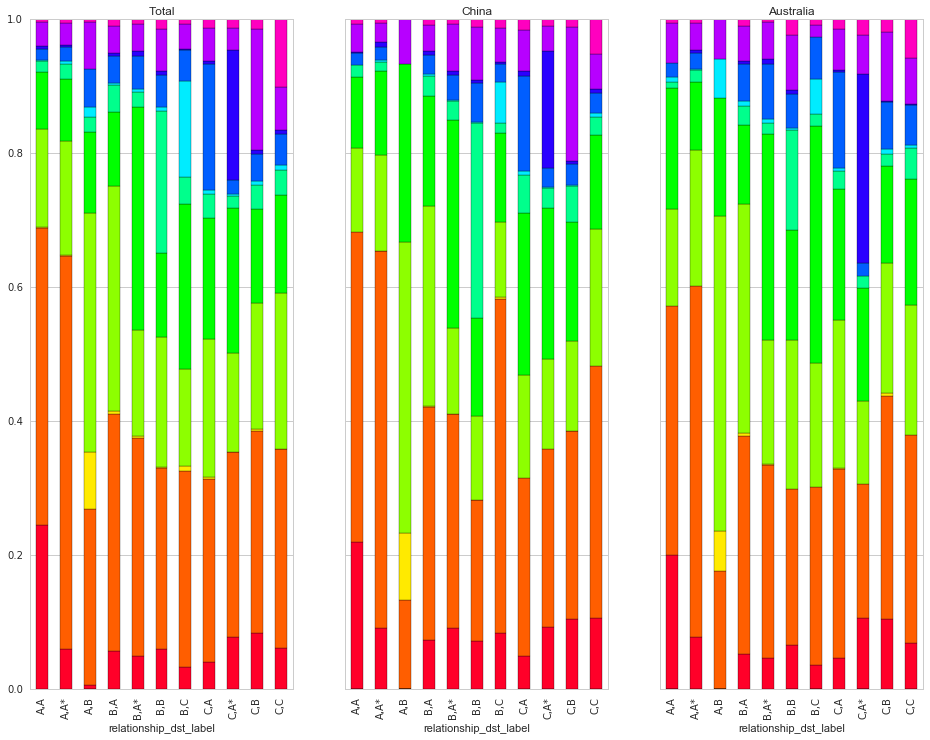 Total China Australia
1.0
0.8
0.6
0.4
0.2
0.0
A,A A,A* A,B B,A B,A* B,B B,C C,A C,A* C,B C,C A,A A,A* A,B B,A B,A* B,B B,C C,A C,A* C,B C,C A,A A,A* A,B B,A B,A* B,B B,C C,A C,A* C,B C,C
relationship_dst_label relationship_dst_label relationship_dst_label